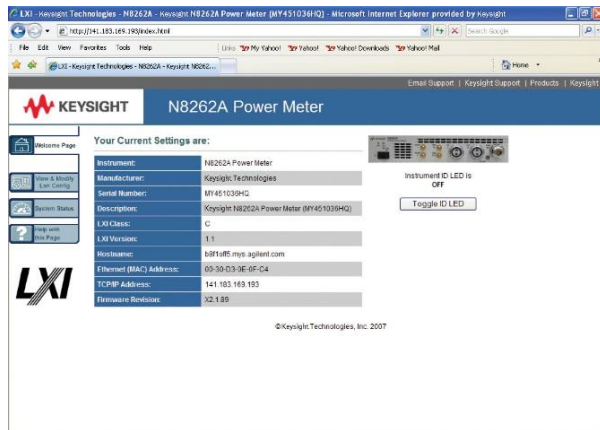 LXI - Keysight Technologies - N8262A - Keysight N8262A Power Meter (MY451036HQ) - Microsoft Internet Explorer provided by Keysight
http://141.183.169.193/index.html
Search Google
File Edit View Favorites Tools Help
Links My Yahoo! Yahoo! Yahoo! Downloads Yahoo! Mail
LXI - Keysight Technologies - N8262A - Keysight N8262...
Home
Email Support | Keysight Support | Products | Keysight
KEYSIGHT N8262A Power Meter
Welcome Page
View & Modify Lan Config
System Status
Help with this Page
LXI
Your Current Settings are:
Instrument: N8262A Power Meter
Manufacturer: Keysight Technologies
Serial Number: MY451036HQ
Description: Keysight N8262A Power Meter (MY451036HQ)
LXI Class: C
LXI Version: 1.1
Hostname: b8f1off5.mys.agilent.com
Ethernet (MAC) Address: 00-30-D3-0E-0F-C4
TCP/IP Address: 141.183.169.193
Firmware Revision: X2.1.89
Instrument ID LED is
OFF
Toggle ID LED
©Keysight Technologies, Inc. 2007